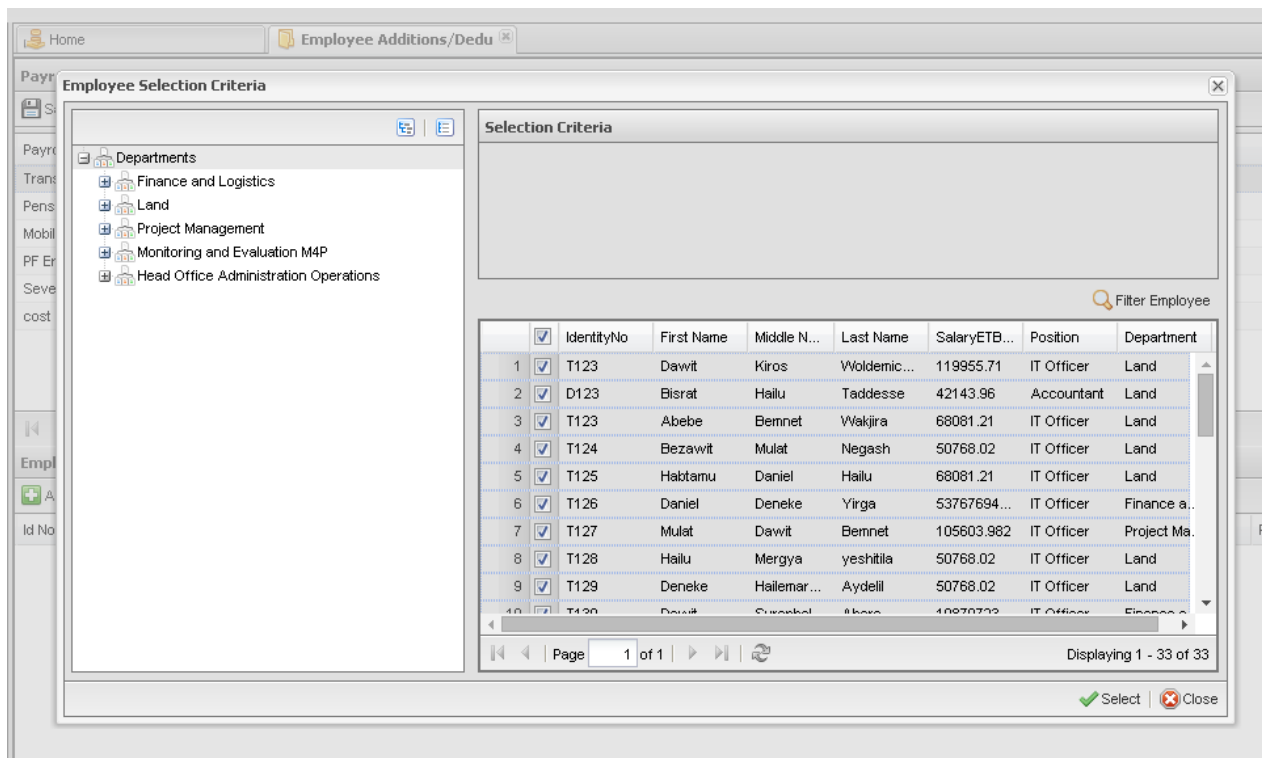 Home
Employee Additions/Dedu
Payr
Employee Selection Criteria
Selection Criteria
Payro
Departments
Trans
Finance and Logistics
Pens
Land
Mobil
Project Management
PF Er
Monitoring and Evaluation M4P
Seve
Head Office Administration Operations
cost
Filter Employee
IdentityNo First Name Middle N... Last Name SalaryETB... Position Department
1 T123 Dawit Kiros Woldemic... 119955.71 IT Officer Land
2 D123 Bisrat Hailu Taddesse 42143.96 Accountant Land
3 T123 Abebe Bemnet Wakjira 68081.21 IT Officer Land
4 T124 Bezawit Mulat Negash 50768.02 IT Officer Land
Empl
5 T125 Habtamu Daniel Hailu 68081.21 IT Officer Land
A
6 T126 Daniel Deneke Yirga 53767694... IT Officer Finance a..
Id No
7 T127 Mulat Dawit Bemnet 105603.982 IT Officer Project Ma.
8 T128 Hailu Mergya yeshitila 50768.02 IT Officer Land
9 T129 Deneke Hailemar... Aydelil 50768.02 IT Officer Land
10 T130 Dawit IT Officer
Page 1 of 1 Displaying 1 - 33 of 33
Select Close